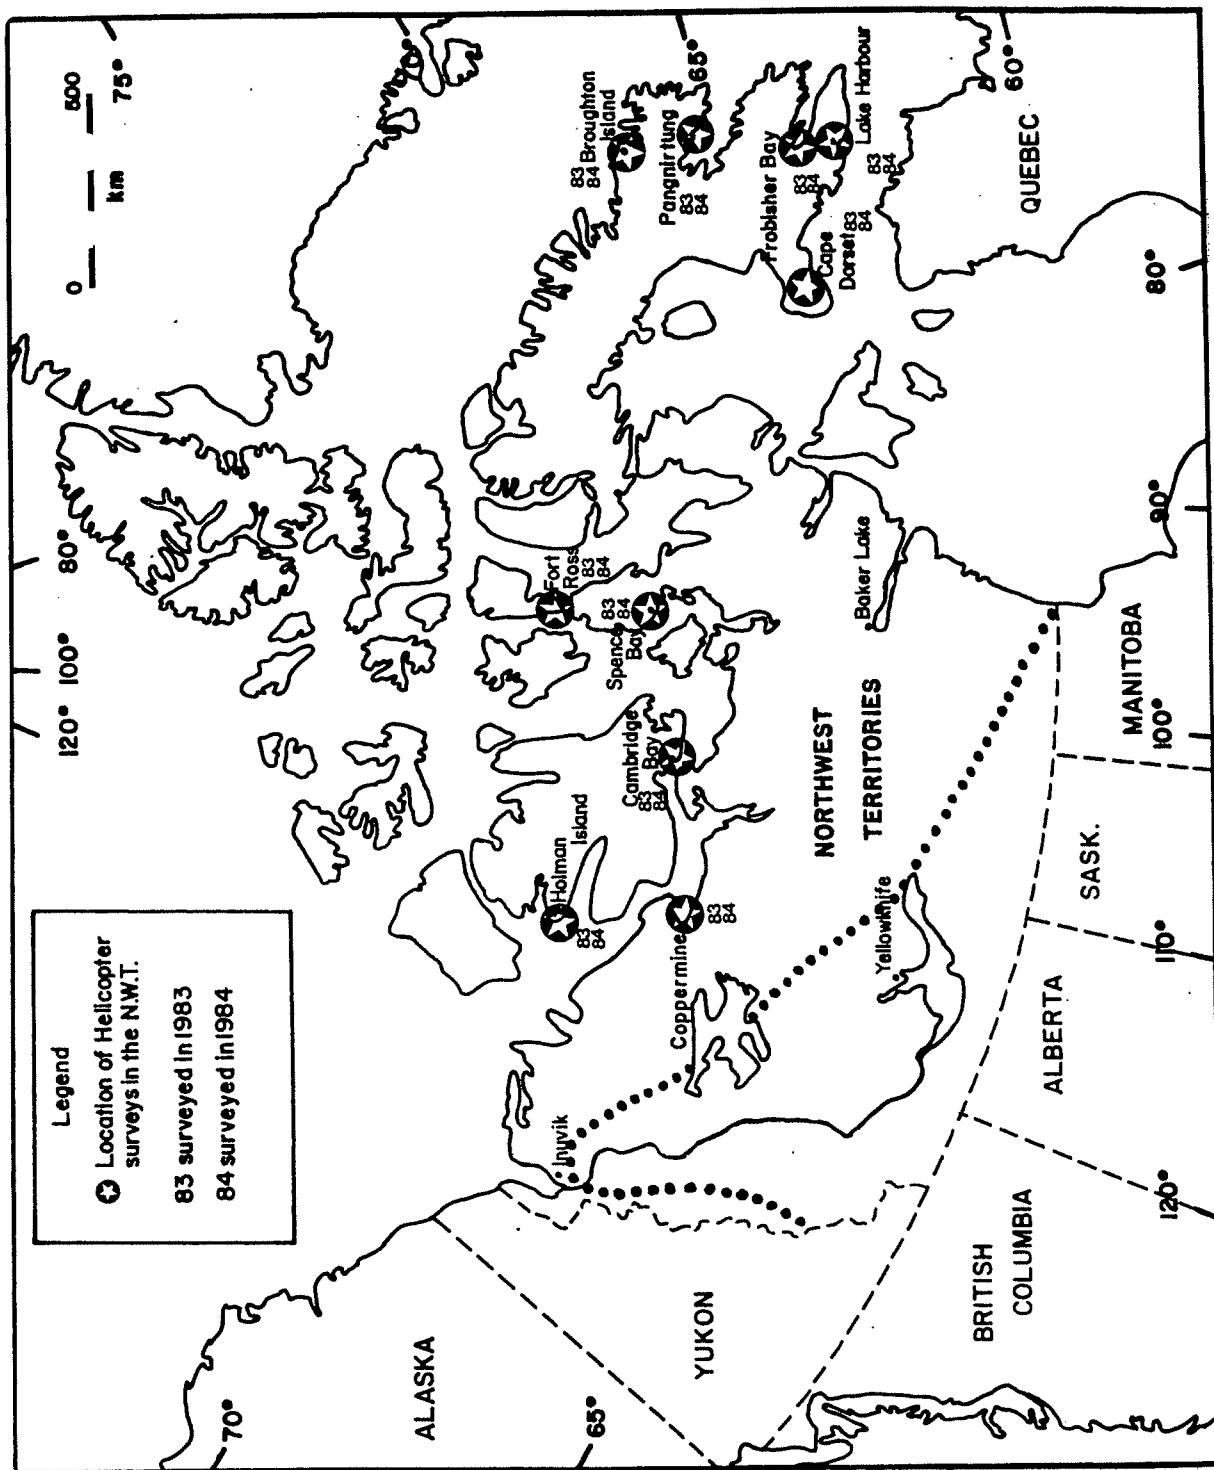 Legend
Location of Helicopter
surveys in the N.W.T.
83 surveyed in 1983
84 surveyed in 1984
0
500
km
75°
70°
65°
60°
120°
100°
80°
70°
65°
120°
110°
100°
90°
80°
ALASKA
YUKON
BRITISH
COLUMBIA
ALBERTA
SASK.
MANITOBA
QUEBEC
NORTHWEST
TERRITORIES
Inuvik
Coppermine
83
84
Holman
Island
83
84
Cambridge
Bay
83
84
Spence
Bay
83
84
Fort
Ross
83
84
Yellowknife
Baker Lake
Broughton
Island
83
84
Pangnirtung
83
84
Frobisher Bay
83
84
Lake Harbour
83
84
Cape
Dorset
83
84